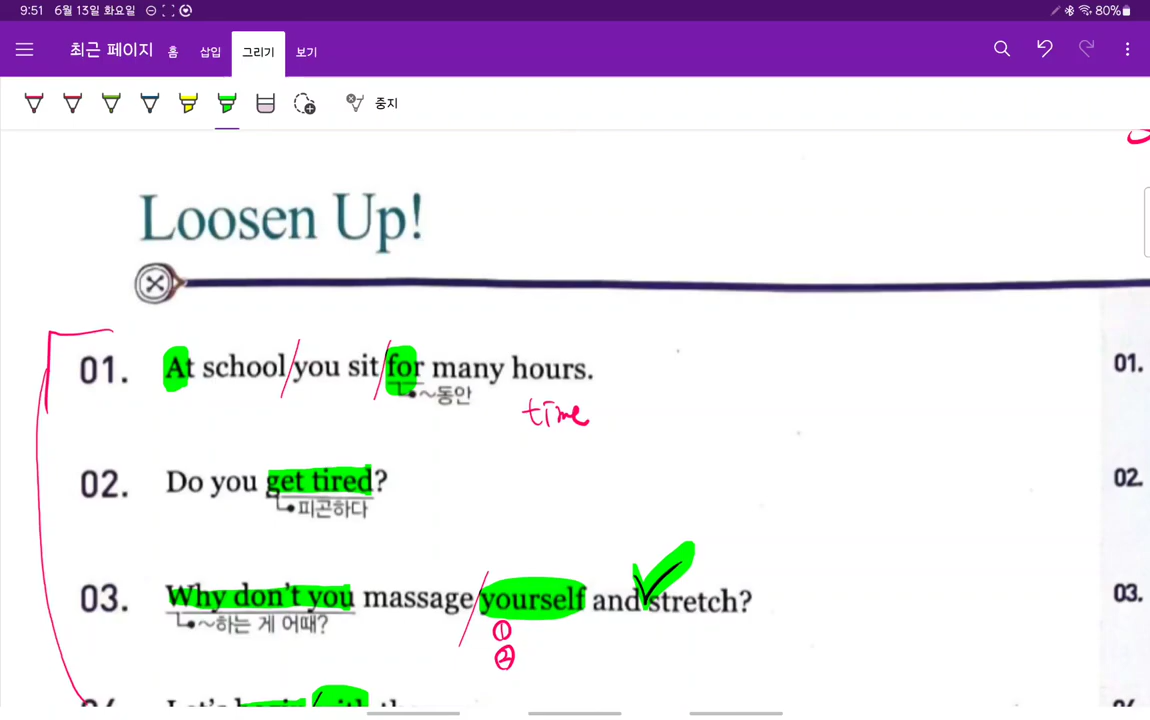 9:51 6월 13일 화요일 80%
최근 페이지 홈 삽입 그리기 보기
중지
Loosen Up!
01. At school you sit for many hours. 01.
~동안
time
02. Do you get tired? 02.
피곤하다
03. Why don't you massage yourself and stretch? 03.
~하는 게 어때?
①
②
Let's